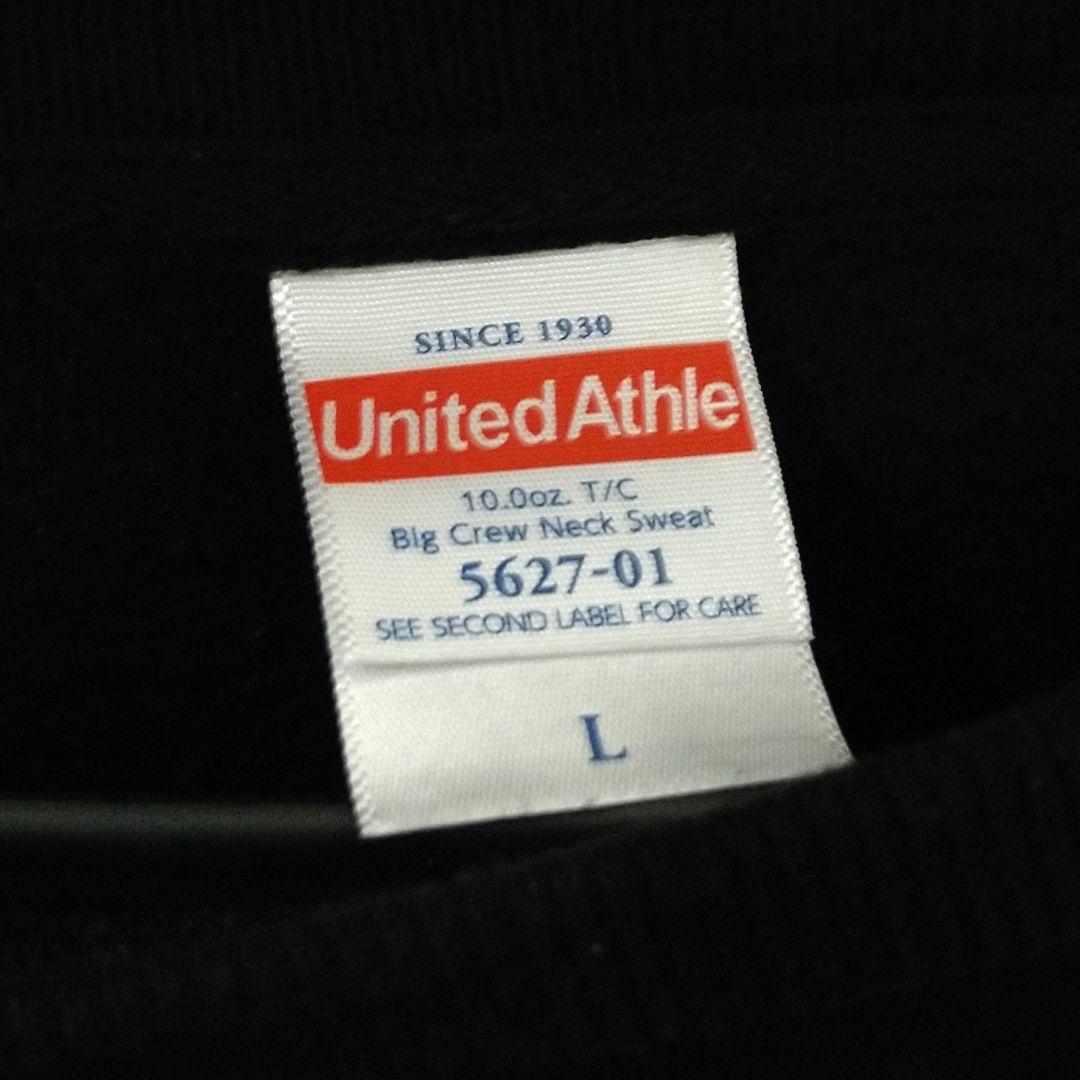 SINCE 1930
United Athle
10.0oz. T/C
Big Crew Neck Sweat
5627-01
SEE SECOND LABEL FOR CARE
L